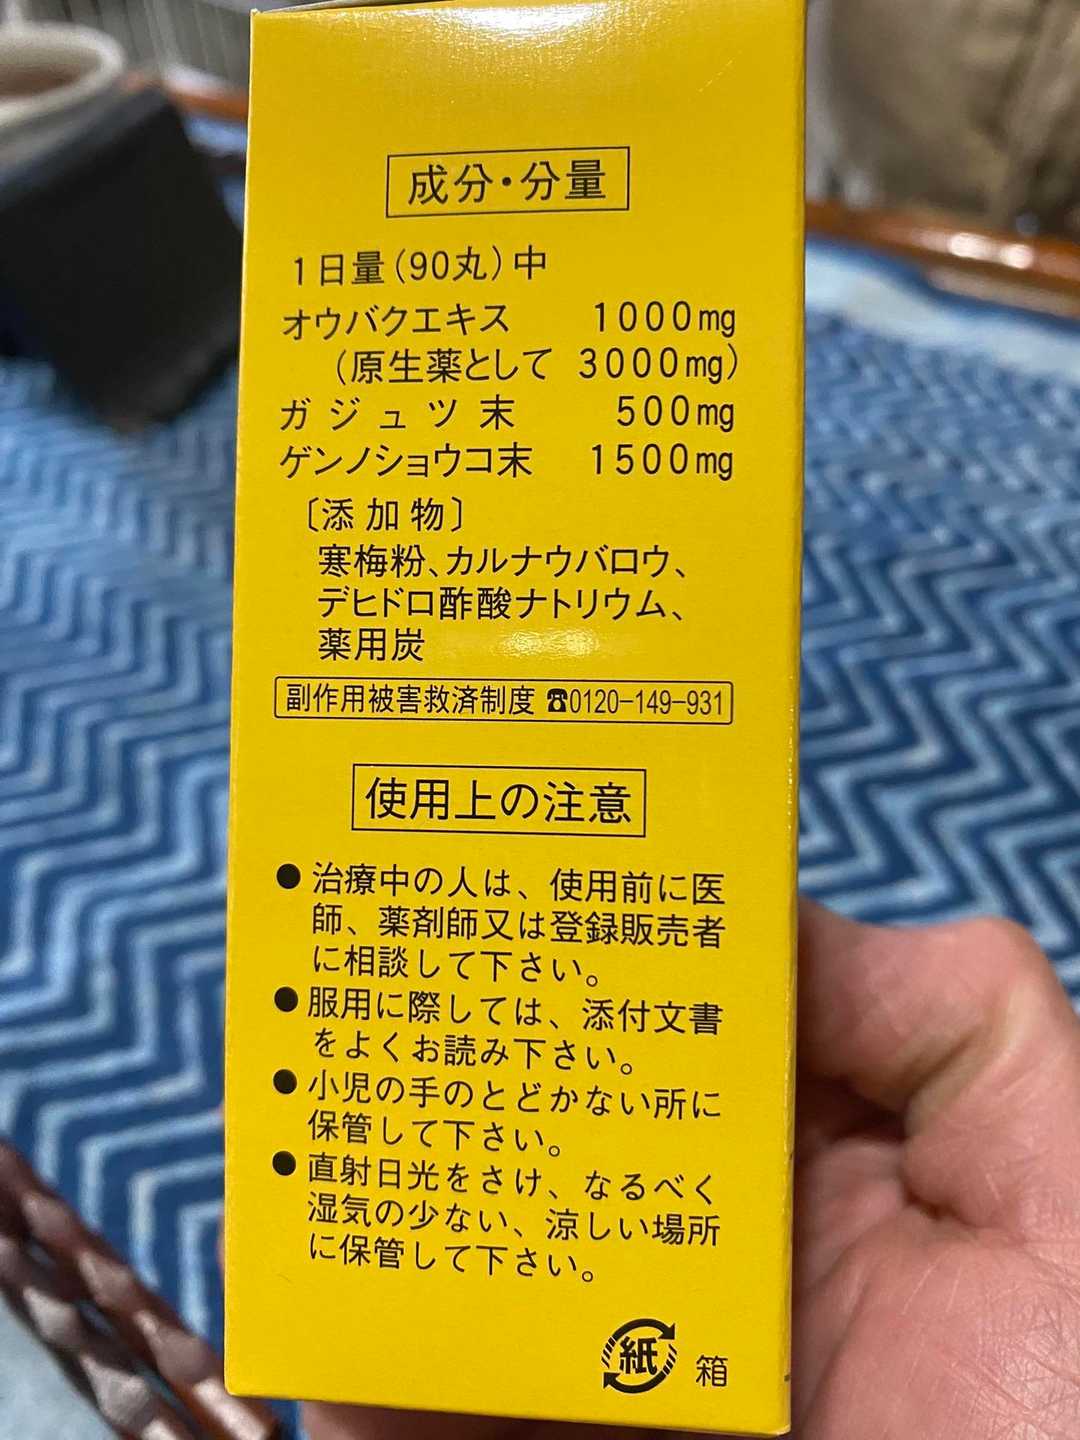 成分・分量
1日量(90丸)中
オウバクエキス 1000mg
(原生薬として 3000mg)
ガジュツ末 500mg
ゲンノショウコ末 1500mg
〔添加物〕
寒梅粉、カルナウバロウ、
デヒドロ酢酸ナトリウム、
薬用炭
副作用被害救済制度 ☎0120-149-931
使用上の注意
●治療中の人は、使用前に医
師、薬剤師又は登録販売者
に相談して下さい。
●服用に際しては、添付文書
をよくお読み下さい。
●小児の手のとどかない所に
保管して下さい。
●直射日光をさけ、なるべく
湿気の少ない、涼しい場所
に保管して下さい。
紙 箱